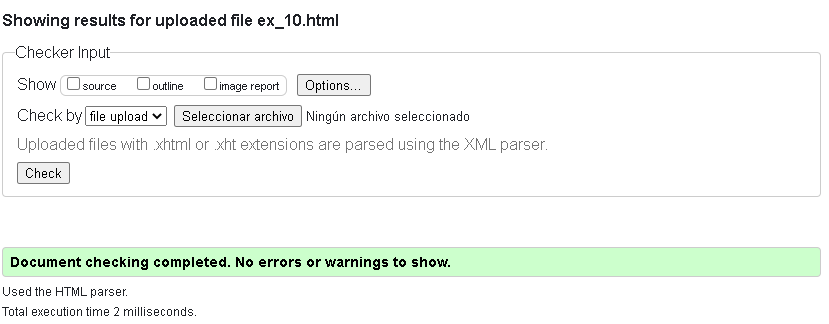 Showing results for uploaded file ex_10.html
Checker Input
Show source outline image report Options...
Check by file upload Seleccionar archivo Ningún archivo seleccionado
Uploaded files with .xhtml or .xht extensions are parsed using the XML parser.
Check
Document checking completed. No errors or warnings to show.
Used the HTML parser.
Total execution time 2 milliseconds.